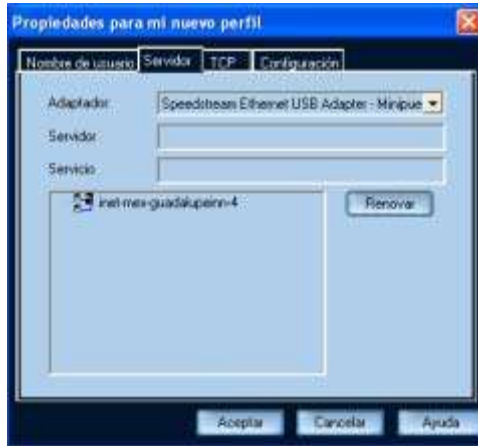 Propiedades para mi nuevo perfil
Nombre de usuario Servidor TCP Configuración
Adaptador Speedstream Ethernet USB Adapter - Minipue
Servidor
Servicio
inet-mex-guadalupeinn-4
Renovar
Aceptar Cancelar Ayuda